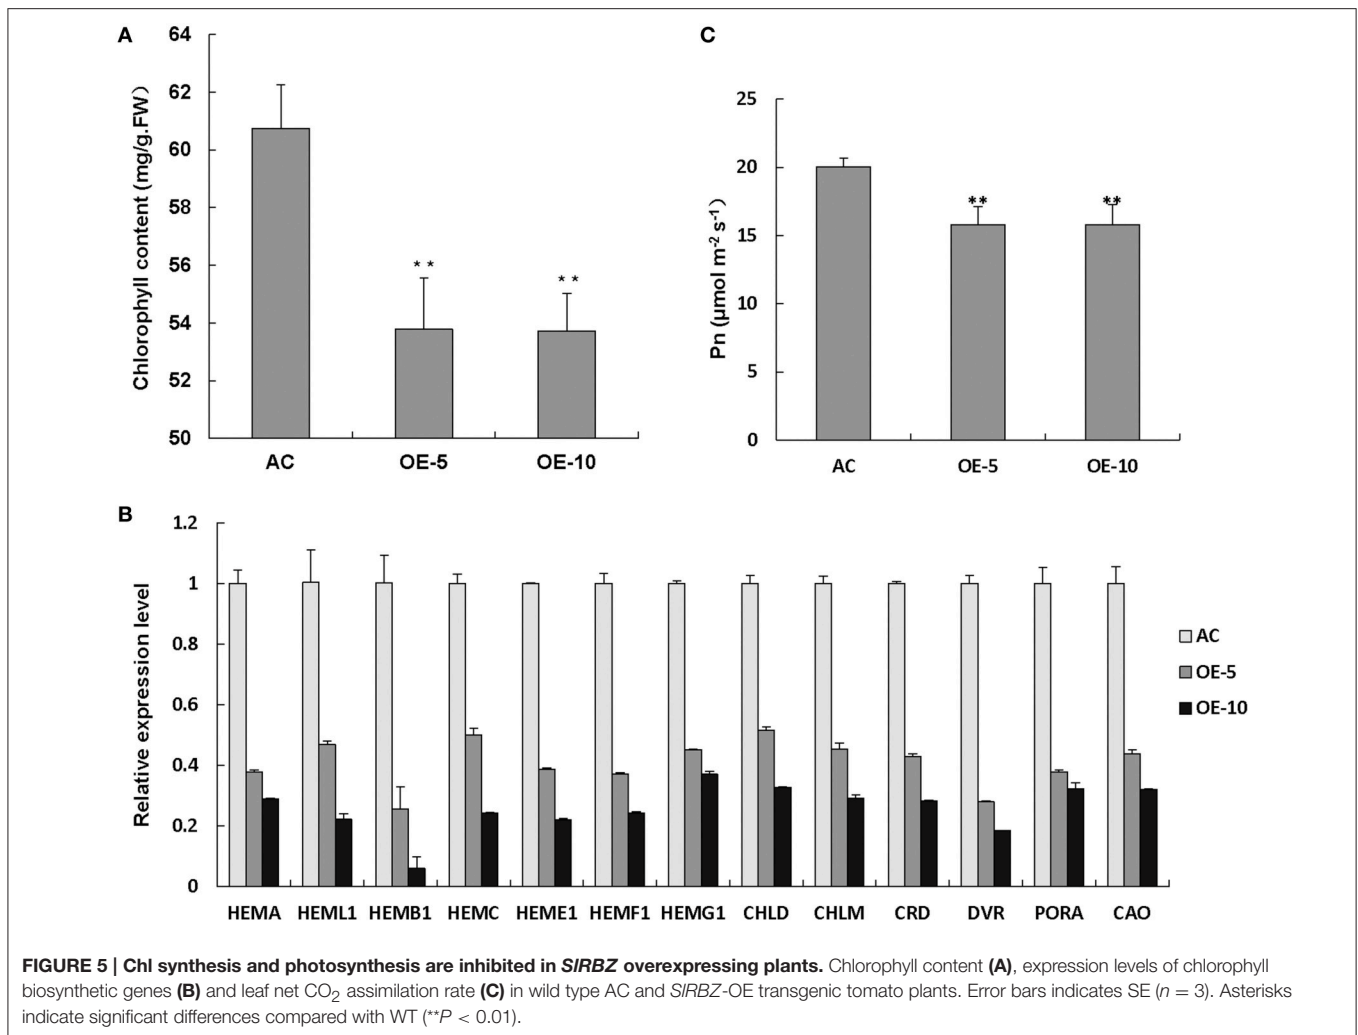 A
64
62
60
58
56
54
52
50
Chlorophyll content (mg/g.FW)
* *
* *
AC OE-5 OE-10
C
25
20
15
10
5
0
Pn (μmol m-2 s-1)
**
**
AC OE-5 OE-10
B
1.2
1
0.8
0.6
0.4
0.2
0
Relative expression level
AC
OE-5
OE-10
HEMA HEML1 HEMB1 HEMC HEME1 HEMF1 HEMG1 CHLD CHLM CRD DVR PORA CAO
FIGURE 5 | Chl synthesis and photosynthesis are inhibited in SlRBZ overexpressing plants. Chlorophyll content (A), expression levels of chlorophyll
biosynthetic genes (B) and leaf net CO2 assimilation rate (C) in wild type AC and SlRBZ-OE transgenic tomato plants. Error bars indicates SE (n = 3). Asterisks
indicate significant differences compared with WT (**P < 0.01).